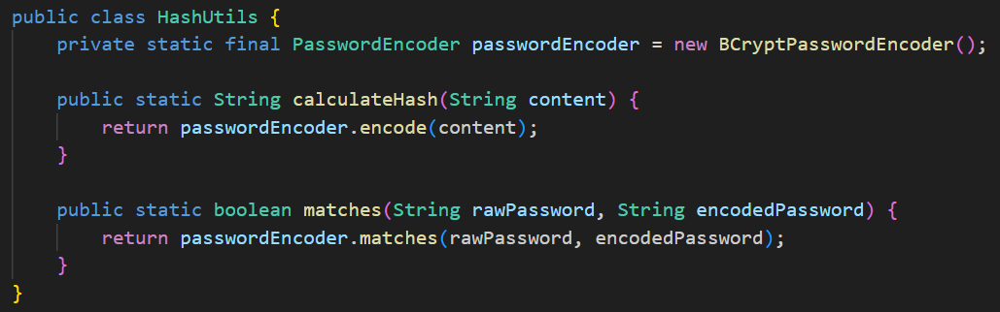 public class HashUtils {
    private static final PasswordEncoder passwordEncoder = new BCryptPasswordEncoder();

    public static String calculateHash(String content) {
        return passwordEncoder.encode(content);
    }

    public static boolean matches(String rawPassword, String encodedPassword) {
        return passwordEncoder.matches(rawPassword, encodedPassword);
    }
}